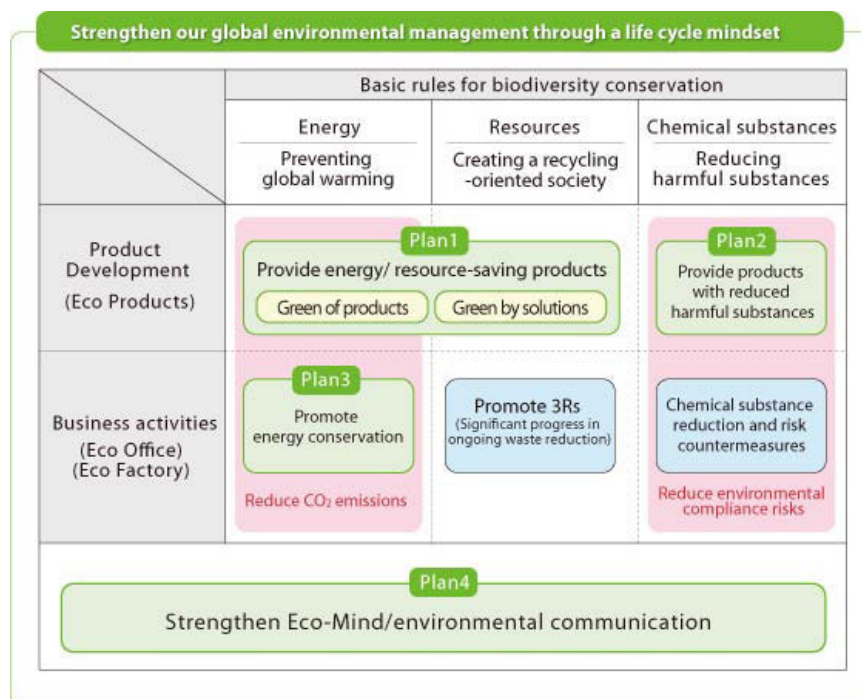 Strengthen our global environmental management through a life cycle mindset
Basic rules for biodiversity conservation
Energy
Preventing
global warming
Resources
Creating a recycling
-oriented society
Chemical substances
Reducing
harmful substances
Product
Development
(Eco Products)
Plan1
Provide energy/ resource-saving products
Green of products
Green by solutions
Plan2
Provide products
with reduced
harmful substances
Business activities
(Eco Office)
(Eco Factory)
Plan3
Promote
energy conservation
Reduce CO₂ emissions
Promote 3Rs
(Significant progress in
ongoing waste reduction)
Chemical substance
reduction and risk
countermeasures
Reduce environmental
compliance risks
Plan4
Strengthen Eco-Mind/environmental communication